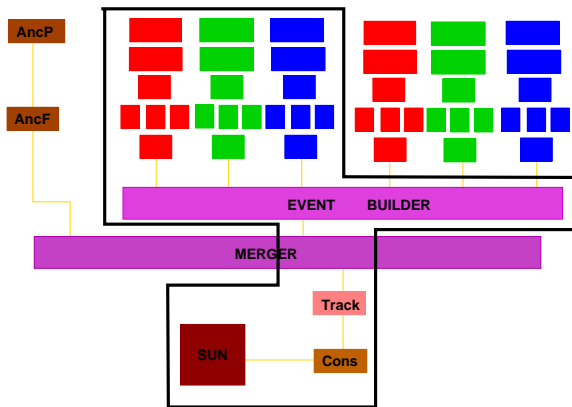 AncP
AncF
EVENT BUILDER
MERGER
Track
SUN
Cons